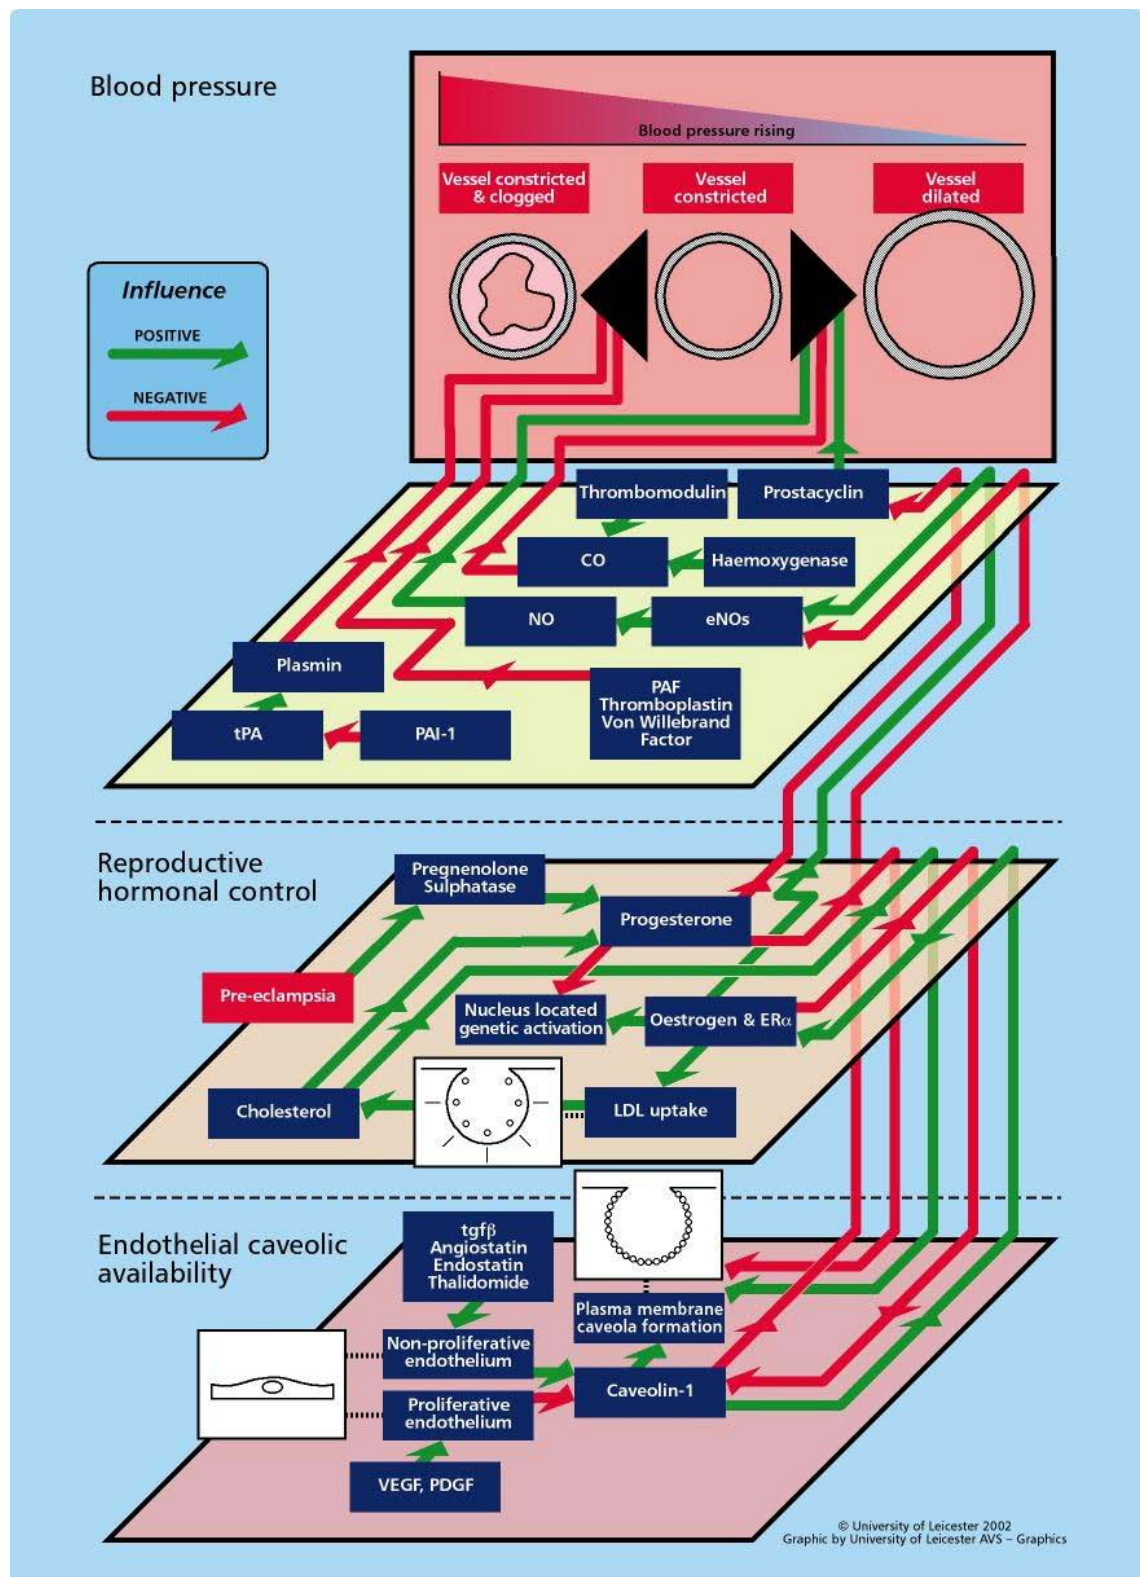 Blood pressure
Blood pressure rising
Vessel constricted
& clogged
Vessel
constricted
Vessel
dilated
Influence
POSITIVE
NEGATIVE
Thrombomodulin
Prostacyclin
CO
Haemoxygenase
NO
eNOs
Plasmin
PAF
Thromboplastin
Von Willebrand
Factor
tPA
PAI-1
Reproductive
hormonal control
Pregnenolone
Sulphatase
Progesterone
Pre-eclampsia
Nucleus located
genetic activation
Oestrogen & ERα
Cholesterol
LDL uptake
Endothelial caveolic
availability
tgfβ
Angiostatin
Endostatin
Thalidomide
Plasma membrane
caveola formation
Non-proliferative
endothelium
Caveolin-1
Proliferative
endothelium
VEGF, PDGF
© University of Leicester 2002
Graphic by University of Leicester AVS – Graphics